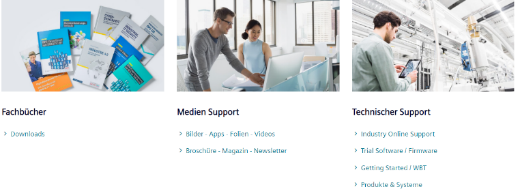 Fachbücher
Downloads
Medien Support
Bilder - Apps - Folien - Videos
Broschüre - Magazin - Newsletter
Technischer Support
Industry Online Support
Trial Software / Firmware
Getting Started / WBT
Produkte & Systeme